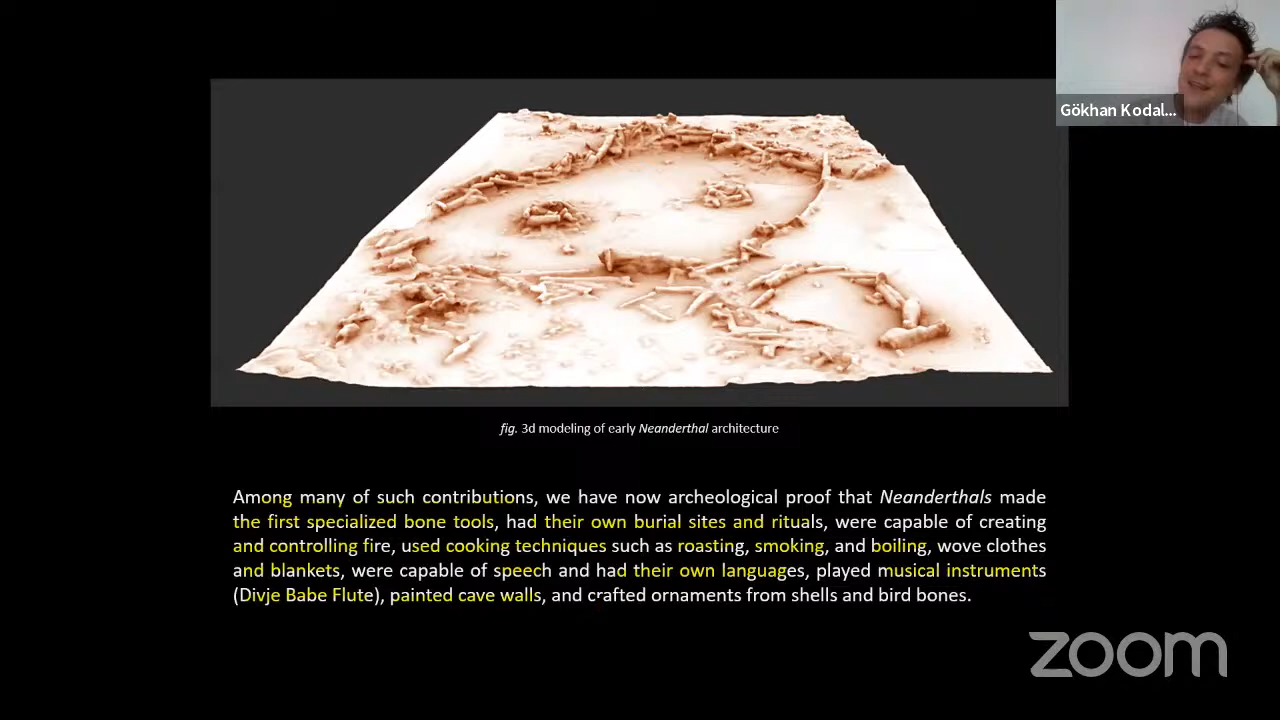 Gökhan Kodal...
fig. 3d modeling of early Neanderthal architecture
Among many of such contributions, we have now archeological proof that Neanderthals made
the first specialized bone tools, had their own burial sites and rituals, were capable of creating
and controlling fire, used cooking techniques such as roasting, smoking, and boiling, wove clothes
and blankets, were capable of speech and had their own languages, played musical instruments
(Divje Babe Flute), painted cave walls, and crafted ornaments from shells and bird bones.
zoom